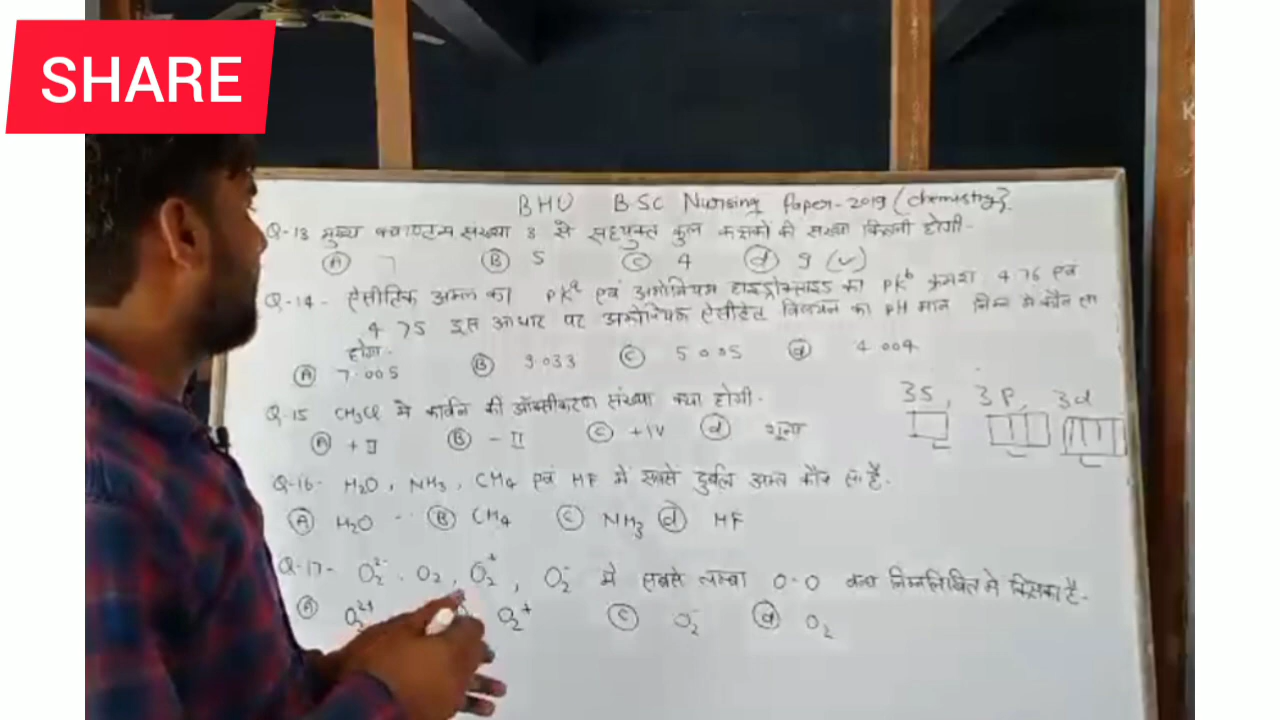 SHARE
K
BHU BSC Nursing Paper-2019 (chemistry).
Q-13 मुख्य क्वाण्टम संख्या 3 से सहयुक्त कुल कक्षकों की संख्या कितनी होगी-
Ⓐ 7 Ⓑ 5 Ⓒ 4 ⓓ 9 (✓)
Q-14- ऐसीटिक अम्ल का PKᵃ एवं अमोनियम हाइड्रोक्साइड का PKᵇ क्रमश 4.76 एवं
4.75 इस आधार पर अमोनियम ऐसीटेट विलयन का PH मान निम्न मे कौन सा
होगा-
Ⓐ 7.005 Ⓑ 9.033 Ⓒ 5.005 ⓓ 4.004
3S, 3P, 3d
Q-15 CH₃Cl मे कार्बन की ऑक्सीकरण संख्या क्या होगी-
Ⓐ +II Ⓑ -II Ⓒ +IV ⓓ शून्य
Q-16- H₂O, NH₃, CH₄ एवं HF में सबसे दुर्बल अम्ल कौन सा है-
Ⓐ H₂O Ⓑ CH₄ Ⓒ NH₃ ⓓ HF
Q-17- O₂²⁻, O₂, O₂⁺, O₂⁻ मे सबसे लम्बा O-O निम्नलिखित मे किसका है-
Ⓐ O₂²⁺ O₂⁺ Ⓒ O₂⁻ ⓓ O₂